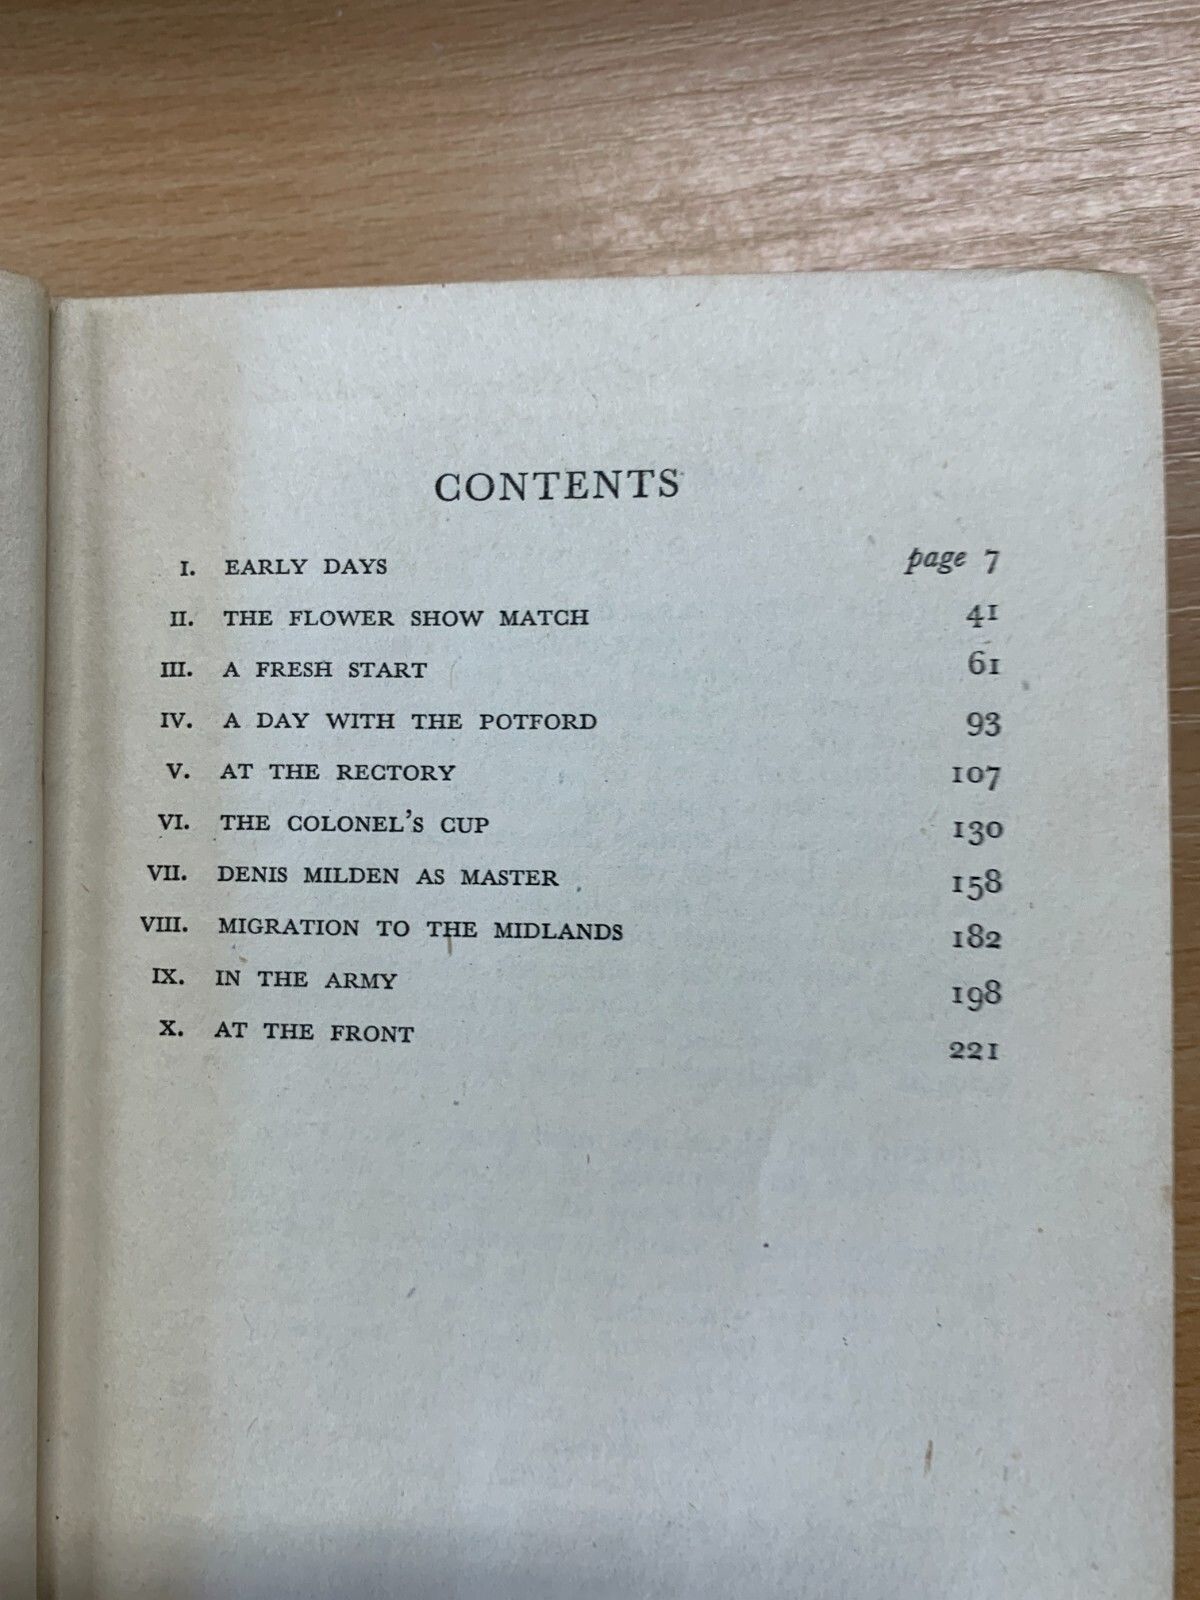 CONTENTS
I. EARLY DAYS page 7
II. THE FLOWER SHOW MATCH 41
III. A FRESH START 61
IV. A DAY WITH THE POTFORD 93
V. AT THE RECTORY 107
VI. THE COLONEL'S CUP 130
VII. DENIS MILDEN AS MASTER 158
VIII. MIGRATION TO THE MIDLANDS 182
IX. IN THE ARMY 198
X. AT THE FRONT 221